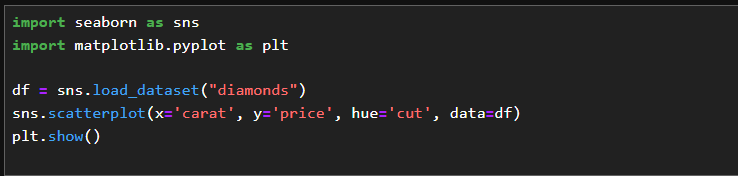 import seaborn as sns
import matplotlib.pyplot as plt
df = sns.load_dataset("diamonds")
sns.scatterplot(x='carat', y='price', hue='cut', data=df)
plt.show()